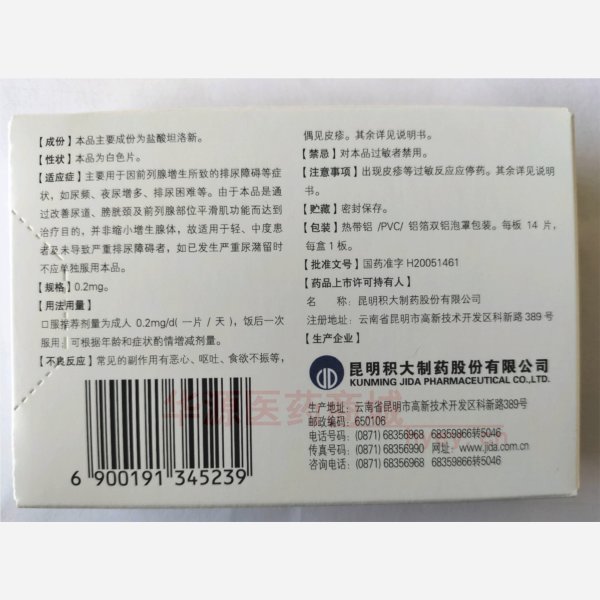 【成份】本品主要成份为盐酸坦洛新。
【性状】本品为白色片。
【适应症】主要用于因前列腺增生所致的排尿障碍等症
状，如尿频、夜尿增多、排尿困难等。由于本品是通
过改善尿道、膀胱颈及前列腺部位平滑肌功能而达到
治疗目的，并非缩小增生腺体，故适用于轻、中度患
者及未导致严重排尿障碍者，如已发生严重尿潴留时
不应单独服用本品。
【规格】0.2mg。
【用法用量】
口服推荐剂量为成人 0.2mg/d( 一片 / 天 )，饭后一次
服用，可根据年龄和症状酌情增减剂量。
【不良反应】常见的副作用有恶心、呕吐、食欲不振等，
6 900191 345239
偶见皮疹。其余详见说明书。
【禁忌】对本品过敏者禁用。
【注意事项】出现皮疹等过敏反应应停药。其余详见说明
书。
【贮藏】密封保存。
【包装】热带铝 /PVC/ 铝箔双铝泡罩包装。每板 14 片，
每盒 1 板。
【批准文号】国药准字 H20051461
【药品上市许可持有人】
名 称：昆明积大制药股份有限公司
注册地址：云南省昆明市高新技术开发区科新路 389 号
【生产企业】
昆明积大制药股份有限公司
KUNMING JIDA PHARMACEUTICAL CO.,LTD.
生产地址：云南省昆明市高新技术开发区科新路389号
邮政编码：650106
电话号码：(0871) 68356968 68359866转5046
传真号码：(0871) 68356990 网址：www.jida.com.cn
咨询电话：(0871) 68356968 68359866转5046
华源医药商城